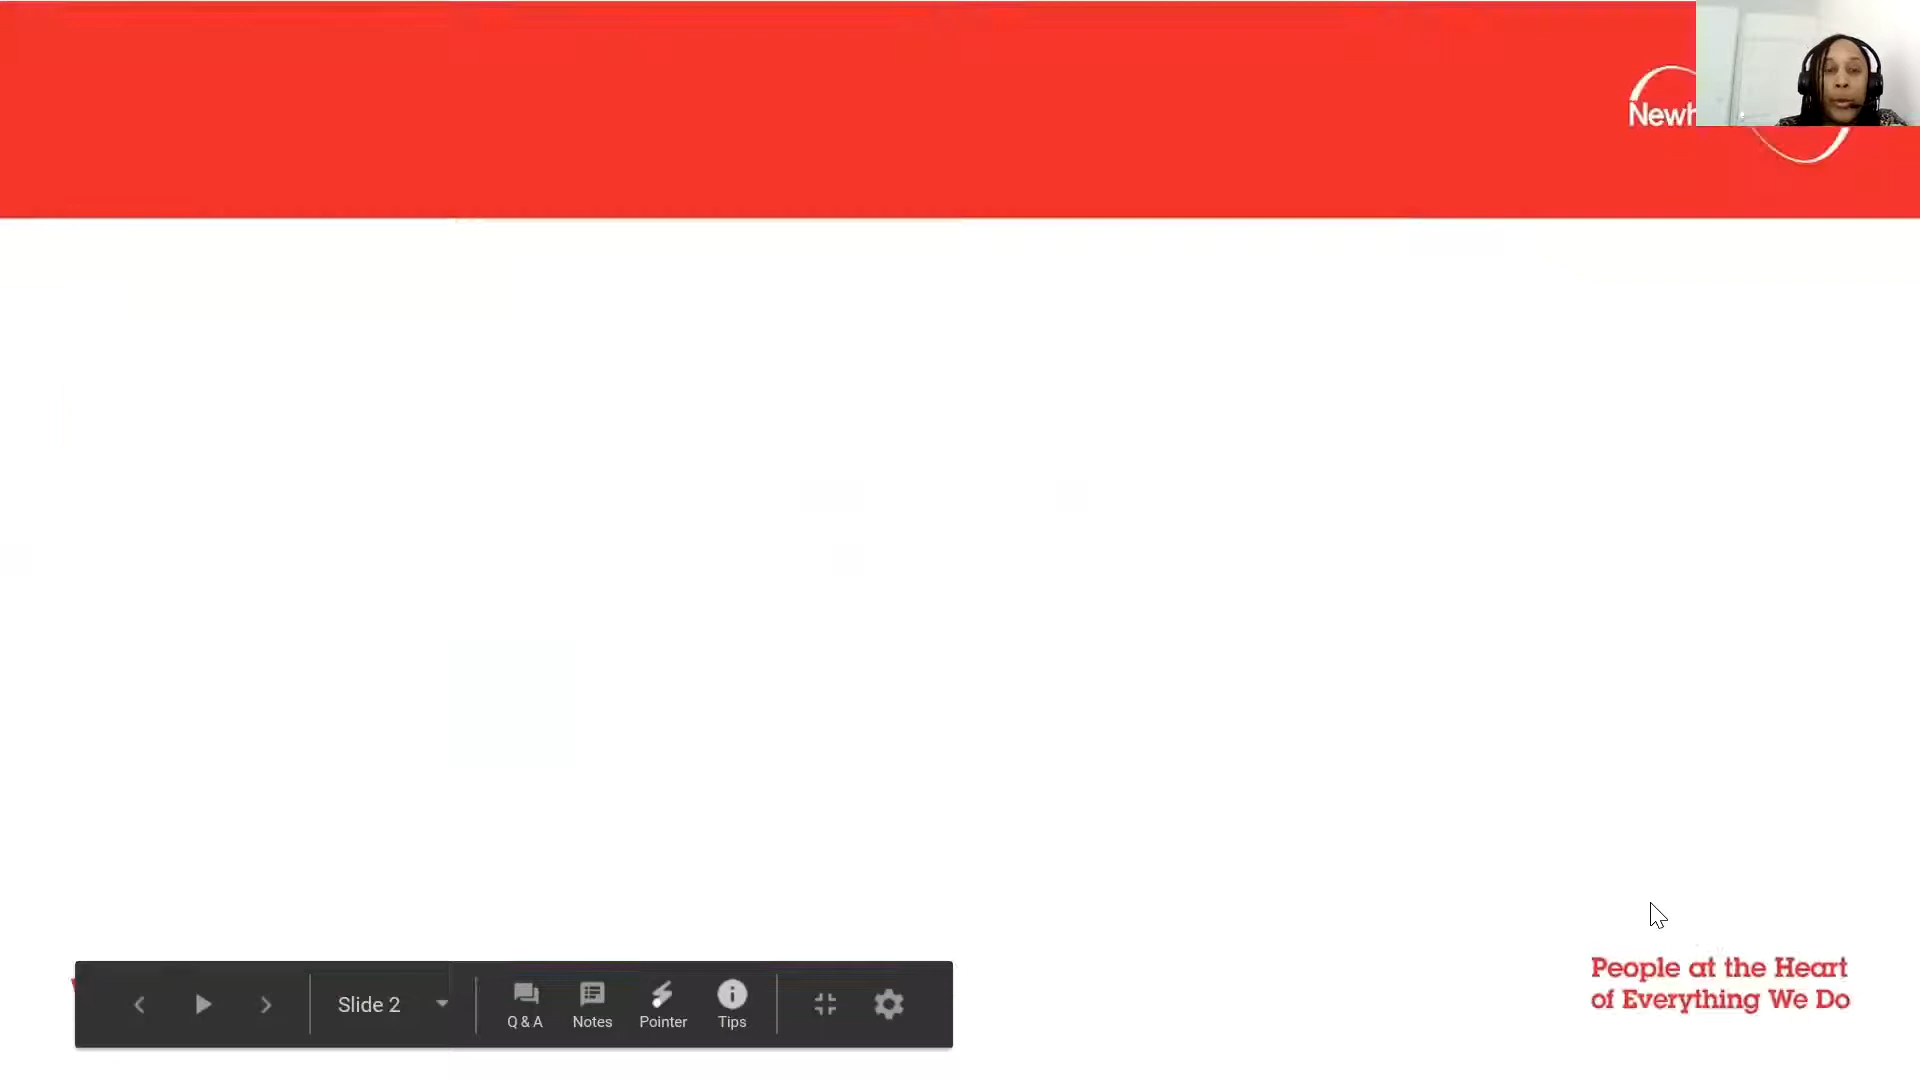 Newh
People at the Heart
of Everything We Do
Slide 2
Q & A
Notes
Pointer
Tips